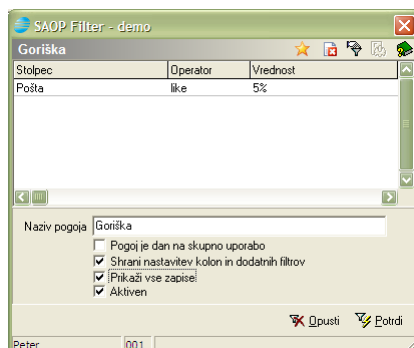 SAOP Filter - demo
Goriška
Stolpec Operator Vrednost
Pošta like 5%
Naziv pogoja Goriška
Pogoj je dan na skupno uporabo
Shrani nastavitev kolon in dodatnih filtrov
Prikaži vse zapise
Aktiven
Opusti Potrdi
Peter 001